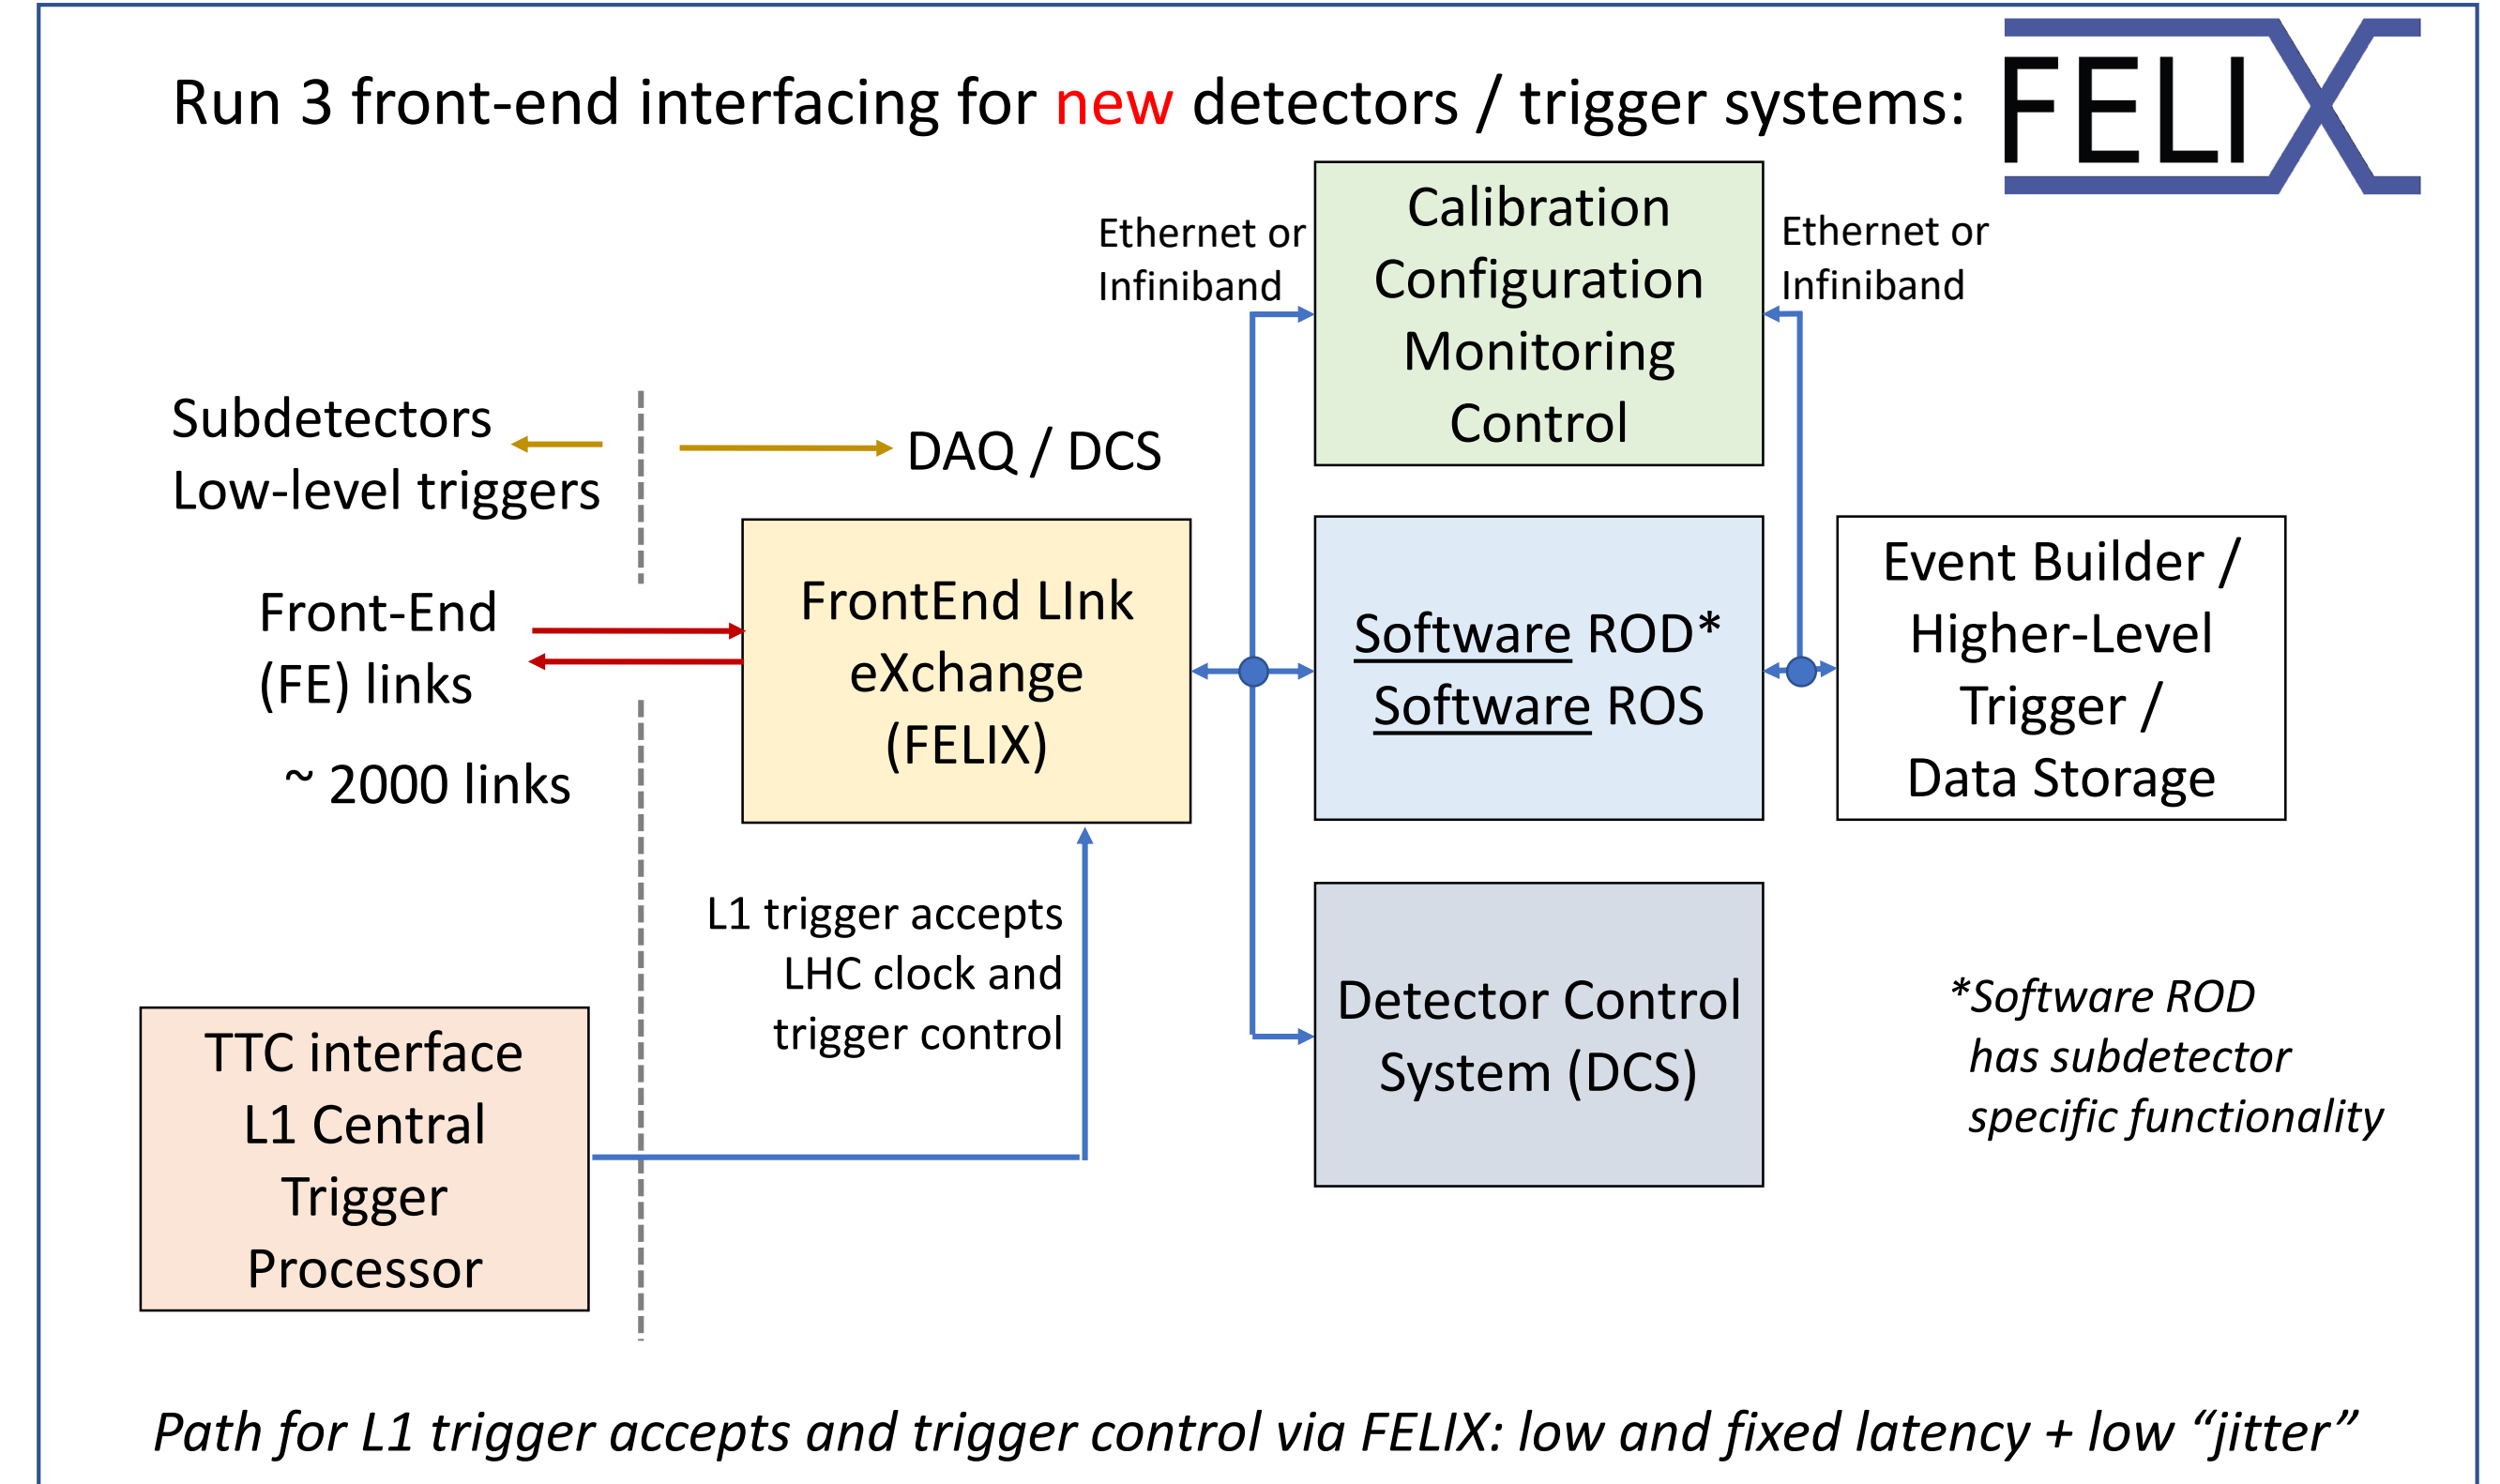 Run 3 front-end interfacing for new detectors / trigger systems:
FELIX
Calibration
Configuration
Monitoring
Control
Ethernet or
Infiniband
Ethernet or
Infiniband
Subdetectors
Low-level triggers
DAQ / DCS
Front-End
(FE) links
~ 2000 links
FrontEnd LInk
eXchange
(FELIX)
Software ROD*
Software ROS
Event Builder /
Higher-Level
Trigger /
Data Storage
L1 trigger accepts
LHC clock and
trigger control
TTC interface
L1 Central
Trigger
Processor
Detector Control
System (DCS)
*Software ROD
has subdetector
specific functionality
Path for L1 trigger accepts and trigger control via FELIX: low and fixed latency + low “jitter”